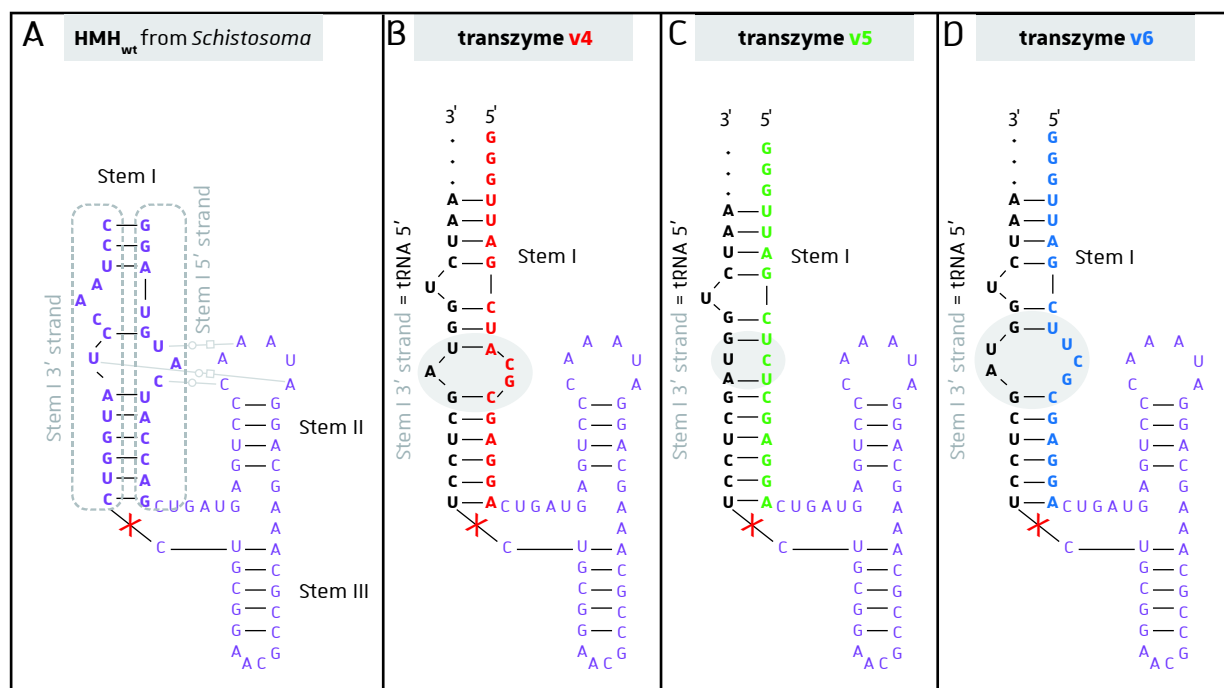 A
HMHwt from Schistosoma
Stem I
Stem I 3' strand
Stem I 5' strand
C C U A A C C U A U G G U C
G G A U G U A C U A C C A G
C U G A U G
A G U C C C A A A A U A
G G A C G A A A C G C C G
C U G C G G A A C
Stem II
Stem III
B
transzyme v4
3' 5'
Stem I 3' strand = tRNA 5'
. . . A A U C U G G U A G C U C C U
G G G G U U A G C U A C G C G A G G A
Stem I
C U G A U G
A G U C C C A A A A U A
G G A C G A A A C G C C G
C U G C G G A A C
C
transzyme v5
3' 5'
Stem I 3' strand = tRNA 5'
. . . A A U C U G G U A G C U C C U
G G G U U A G C U C U C G A G G A
Stem I
C U G A U G
A G U C C C A A A A U A
G G A C G A A A C G C C G
C U G C G G A A C
D
transzyme v6
3' 5'
Stem I 3' strand = tRNA 5'
. . . A A U C U G G U A G C U C C U
G G G G U U A G C U U C G C G A G G A
Stem I
C U G A U G
A G U C C C A A A A U A
G G A C G A A A C G C C G
C U G C G G A A C